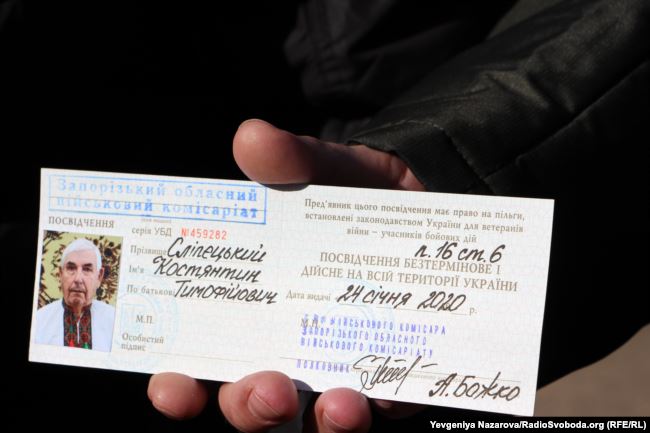 Запорізький обласний
військовий комісаріат
ПОСВІДЧЕННЯ
серія УБД №459282
Прізвище Сліпецький
Ім'я Костянтин
По батькові Тимофійович
М.П.
Особистий
підпис
Пред'явник цього посвідчення має право на пільги,
встановлені законодавством України для ветеранів
війни – учасників бойових дій
п. 16 ст. 6
ПОСВІДЧЕННЯ БЕЗТЕРМІНОВЕ І
ДІЙСНЕ НА ВСІЙ ТЕРИТОРІЇ УКРАЇНИ
Дата видачі 24 січня 2020 р.
М.П.
ВІЙСЬКОВОГО КОМІСАРА
ЗАПОРІЗЬКОГО ОБЛАСНОГО
ВІЙСЬКОВОГО КОМІСАРІАТУ
ПОЛКОВНИК
А. Божко
Yevgeniya Nazarova/RadioSvoboda.org (RFE/RL)